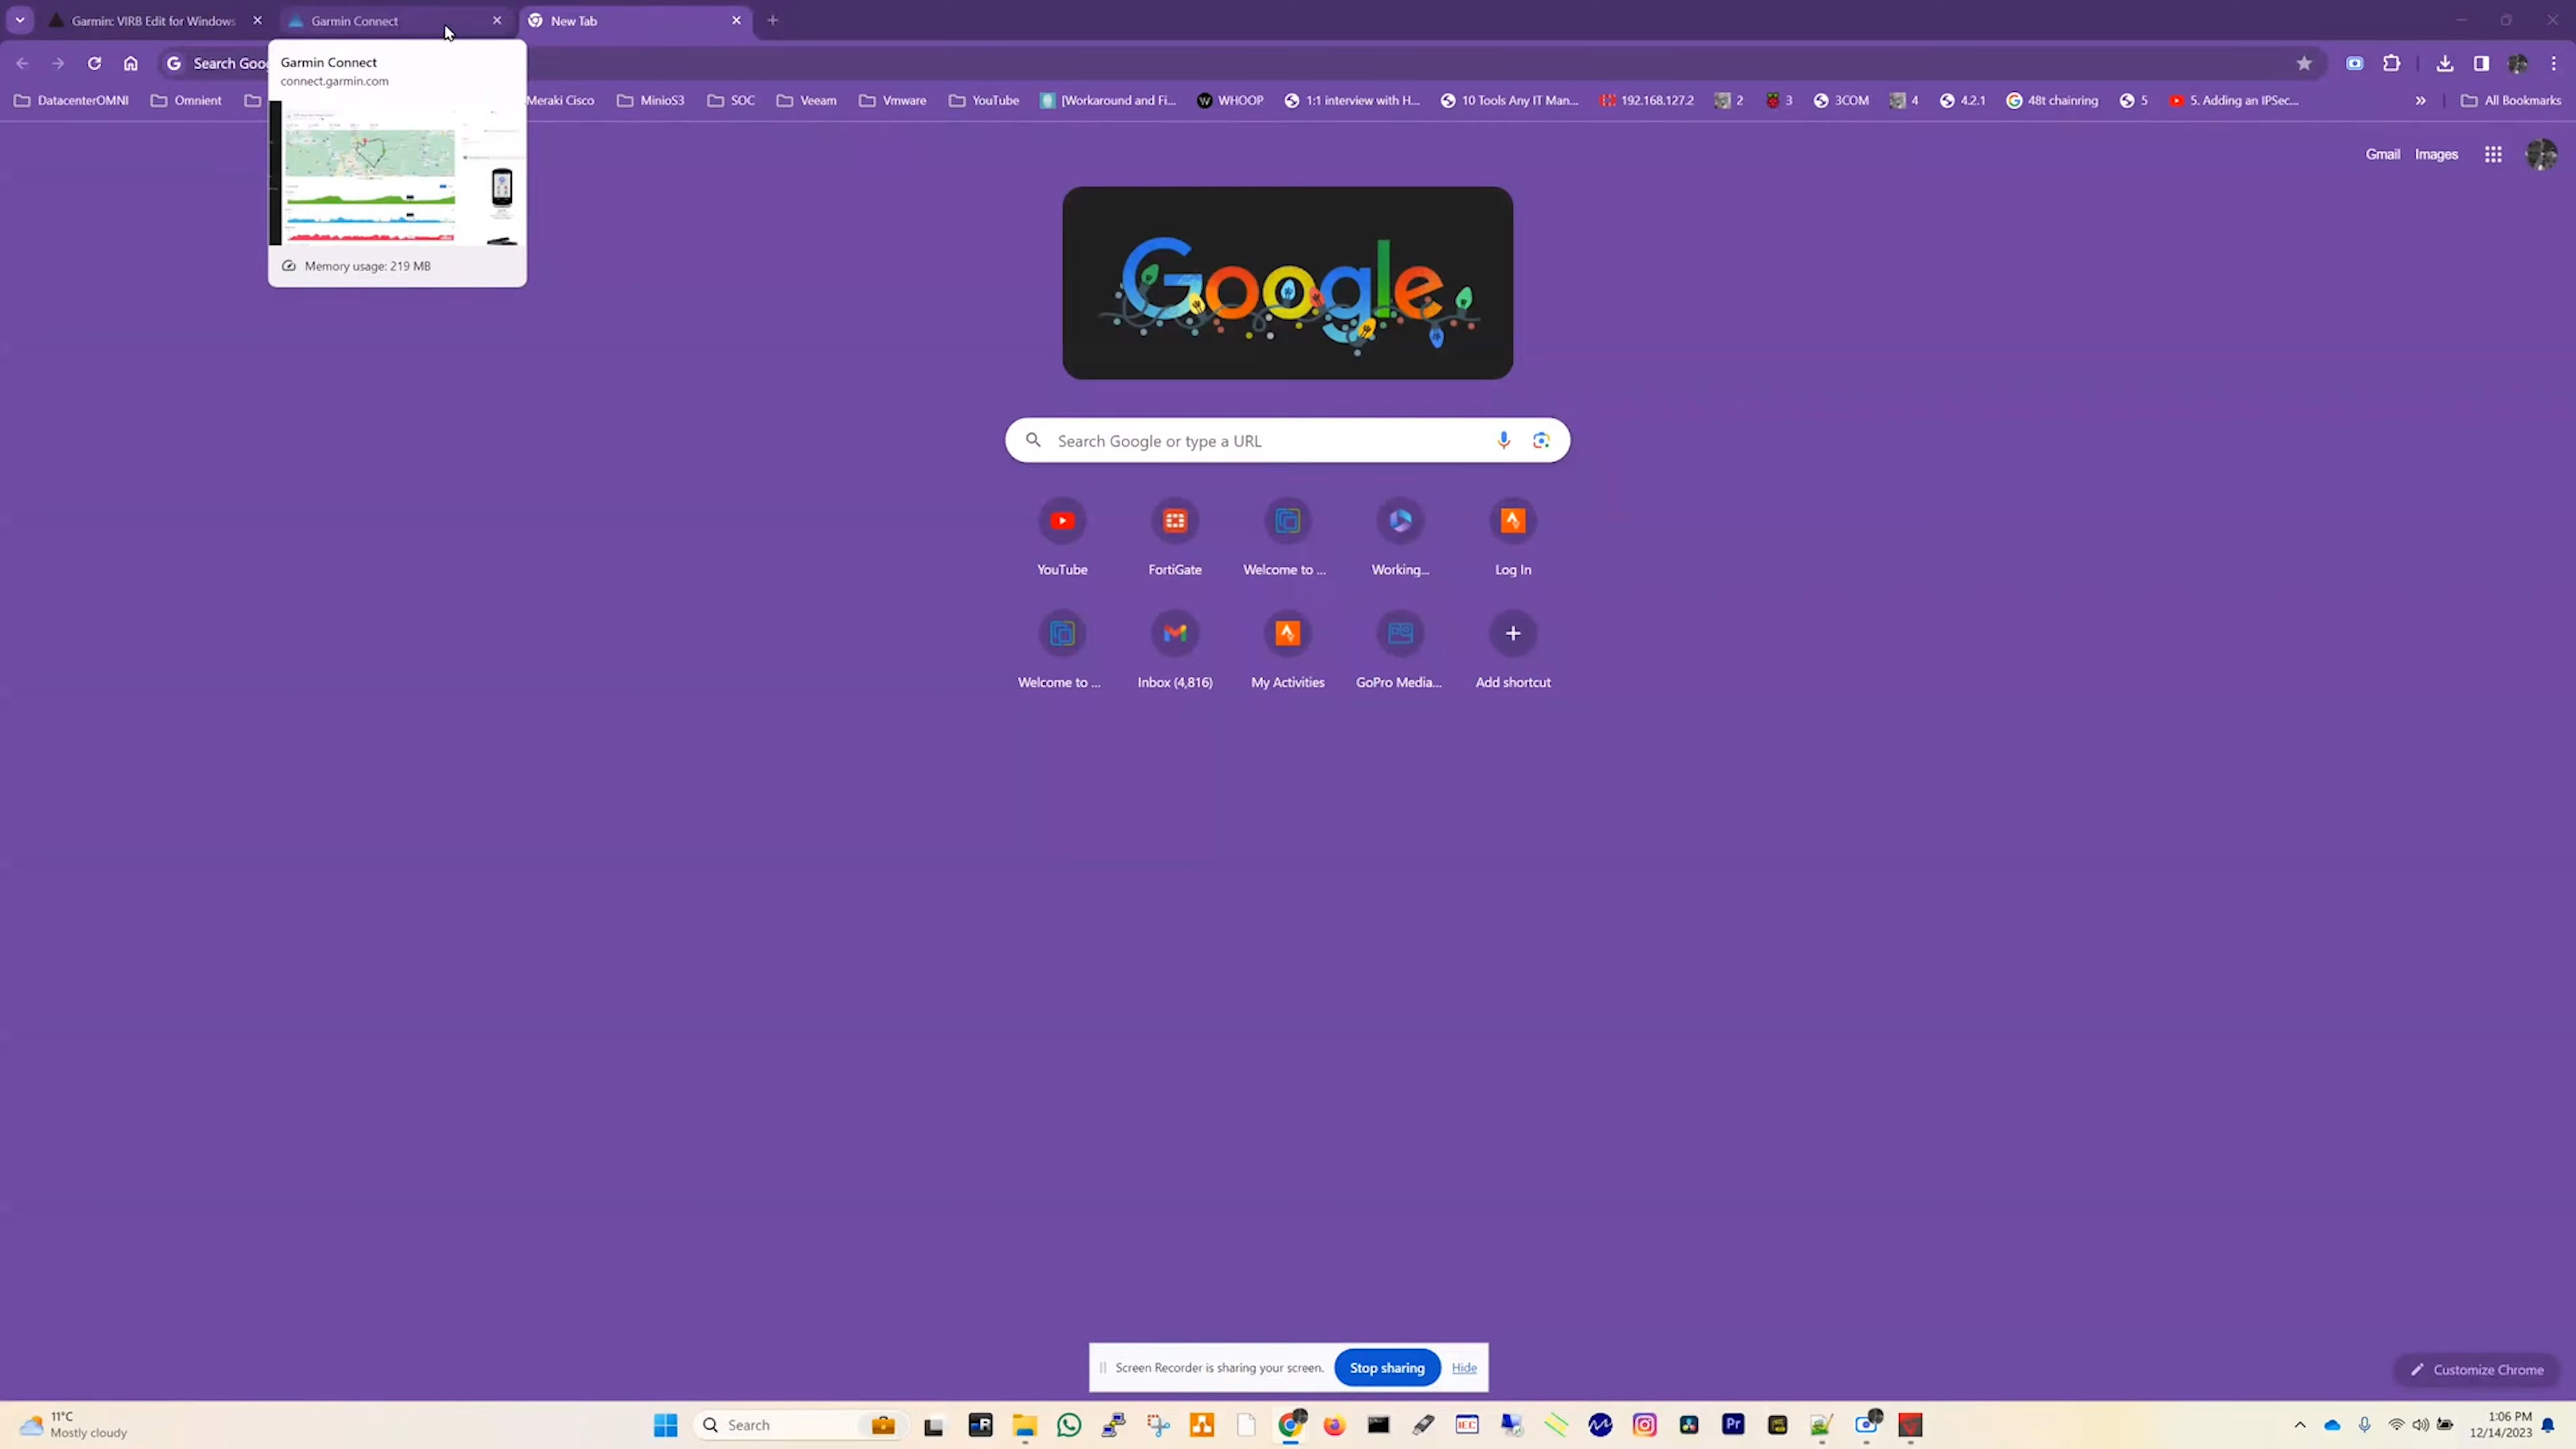 Garmin: VIRB Edit for Windows
Garmin Connect
New Tab
Search Goo
Garmin Connect
connect.garmin.com
Memory usage: 219 MB
DatacenterOMNI
Omnient
Meraki Cisco
MinioS3
SOC
Veeam
Vmware
YouTube
[Workaround and Fi...
WHOOP
1:1 interview with H...
10 Tools Any IT Man...
192.168.127.2
2
3
3COM
4
4.2.1
48t chainring
5
5. Adding an IPSec...
All Bookmarks
Gmail
Images
Google
Search Google or type a URL
YouTube
FortiGate
Welcome to ...
Working...
Log In
Welcome to ...
Inbox (4,816)
My Activities
GoPro Media...
Add shortcut
Screen Recorder is sharing your screen.
Stop sharing
Hide
Customize Chrome
11°C
Mostly cloudy
Search
IEC
Pr
1:06 PM
12/14/2023